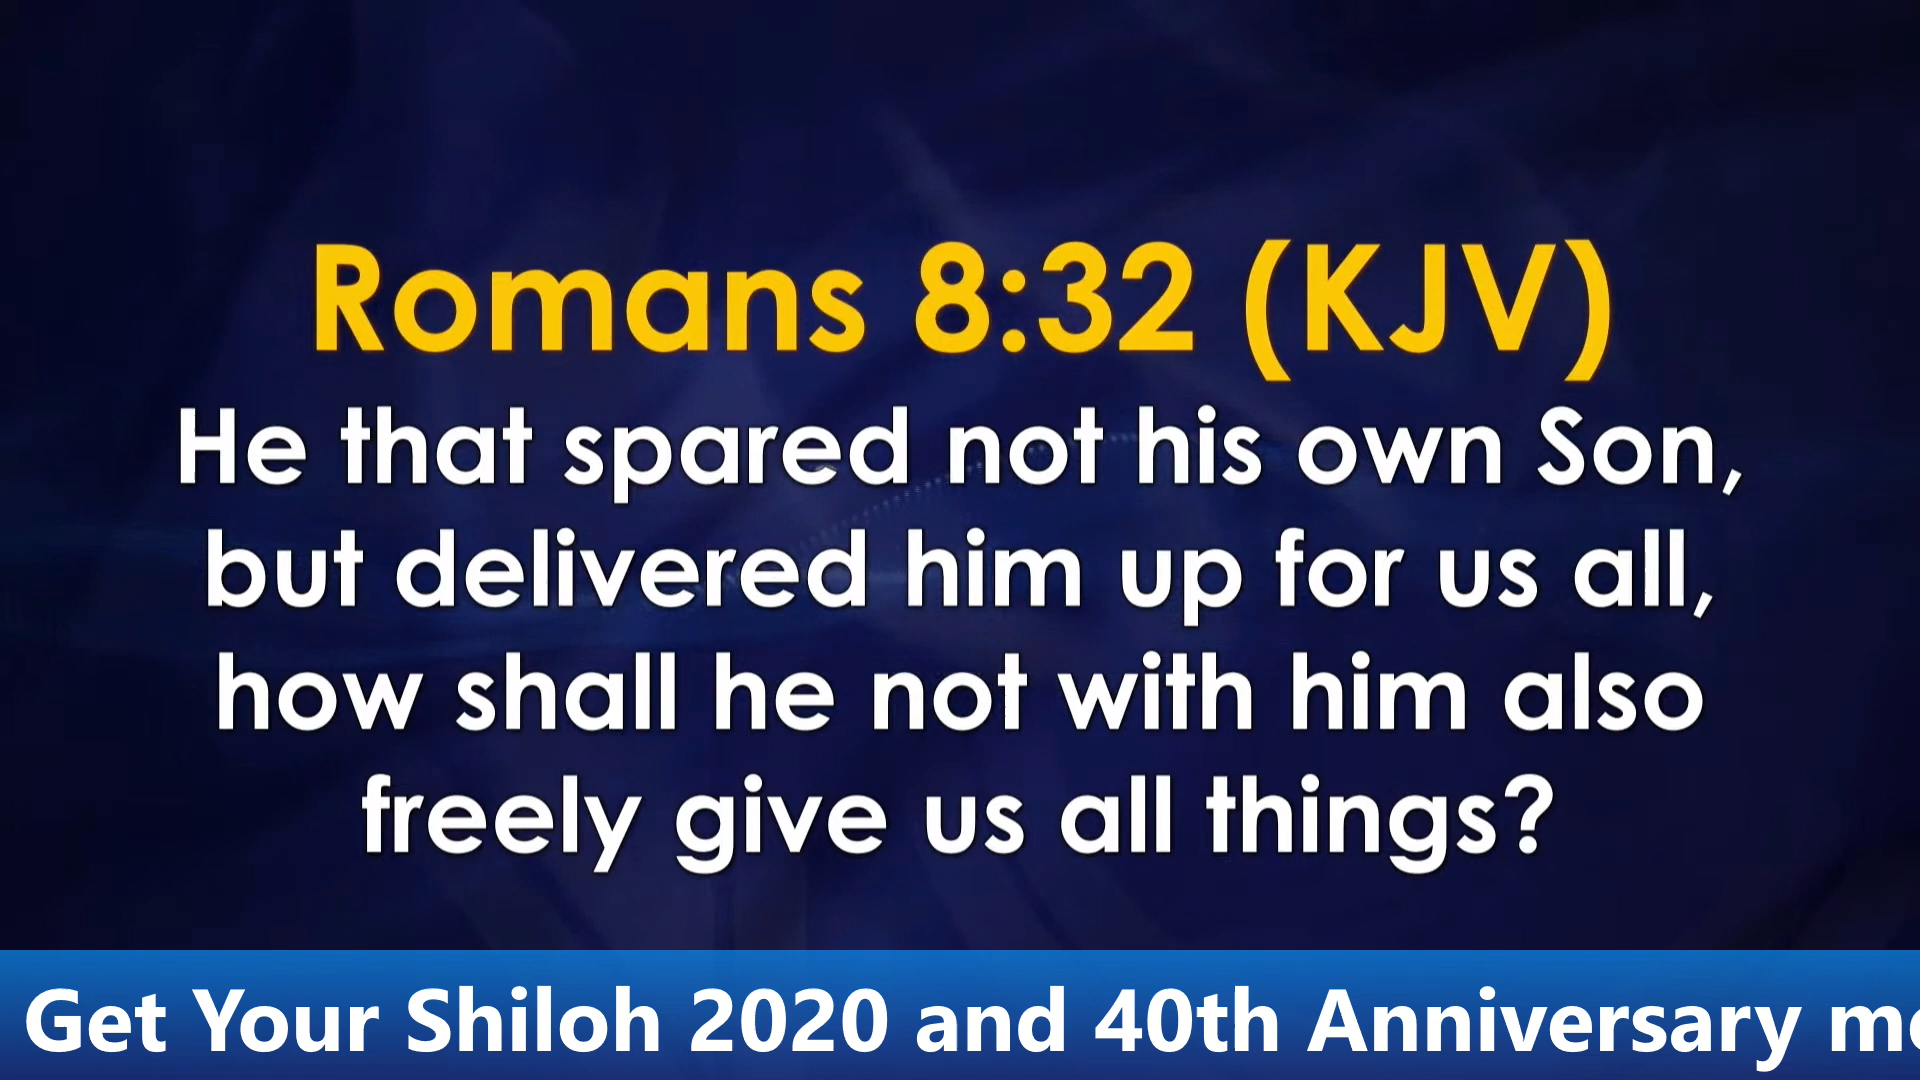 Romans 8:32 (KJV)
He that spared not his own Son,
but delivered him up for us all,
how shall he not with him also
freely give us all things?
Get Your Shiloh 2020 and 40th Anniversary